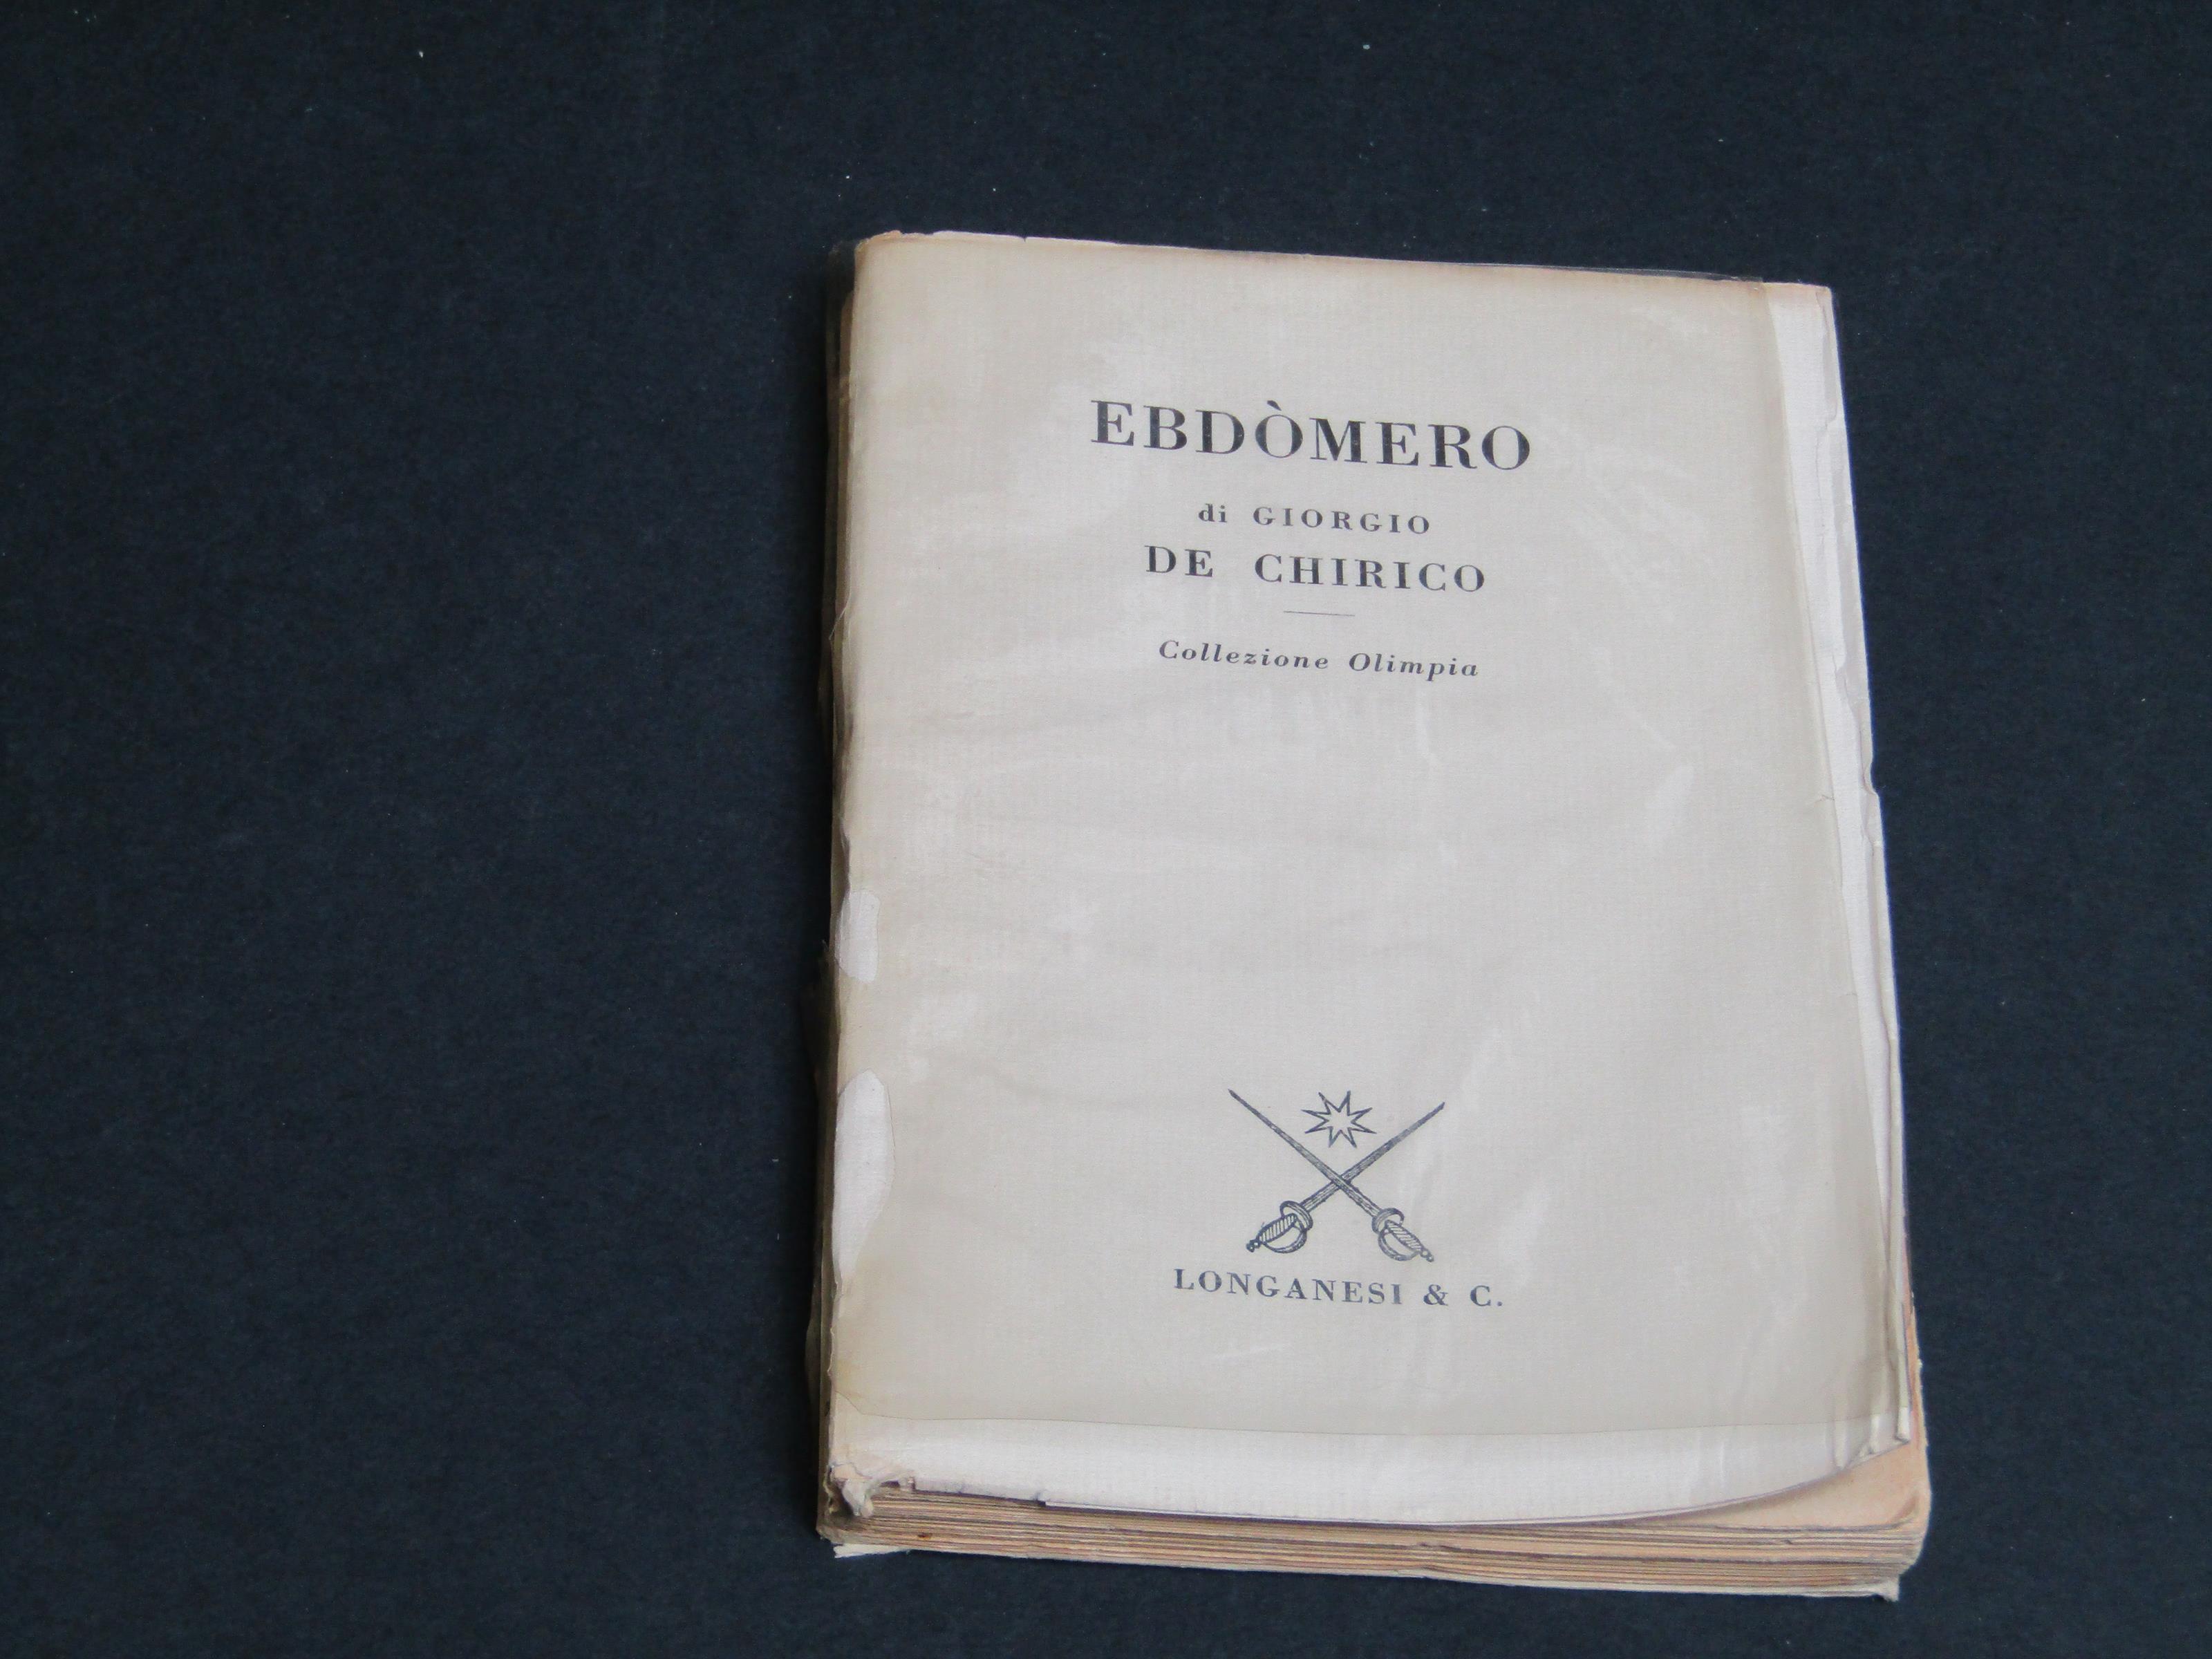 EBDÒMERO
di GIORGIO
DE CHIRICO
Collezione Olimpia
LONGANESI & C.